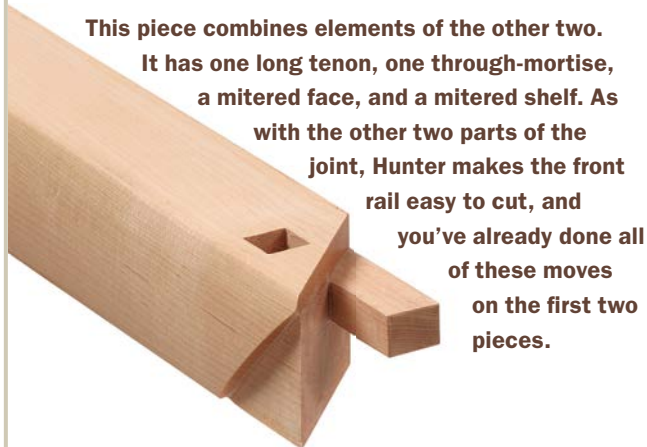 This piece combines elements of the other two.
It has one long tenon, one through-mortise,
a mitered face, and a mitered shelf. As
with the other two parts of the
joint, Hunter makes the front
rail easy to cut, and
you’ve already done all
of these moves
on the first two
pieces.